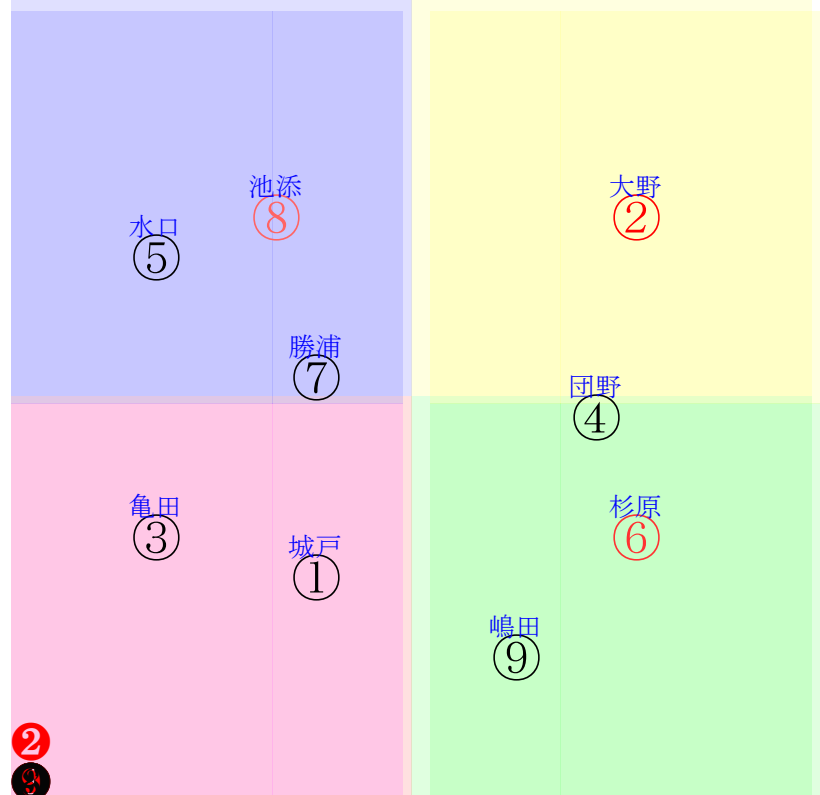 池添
⑧
大野
②
水口
⑤
勝浦
⑦
団野
④
亀田
③
杉原
⑥
城戸
①
嶋田
⑨
❷